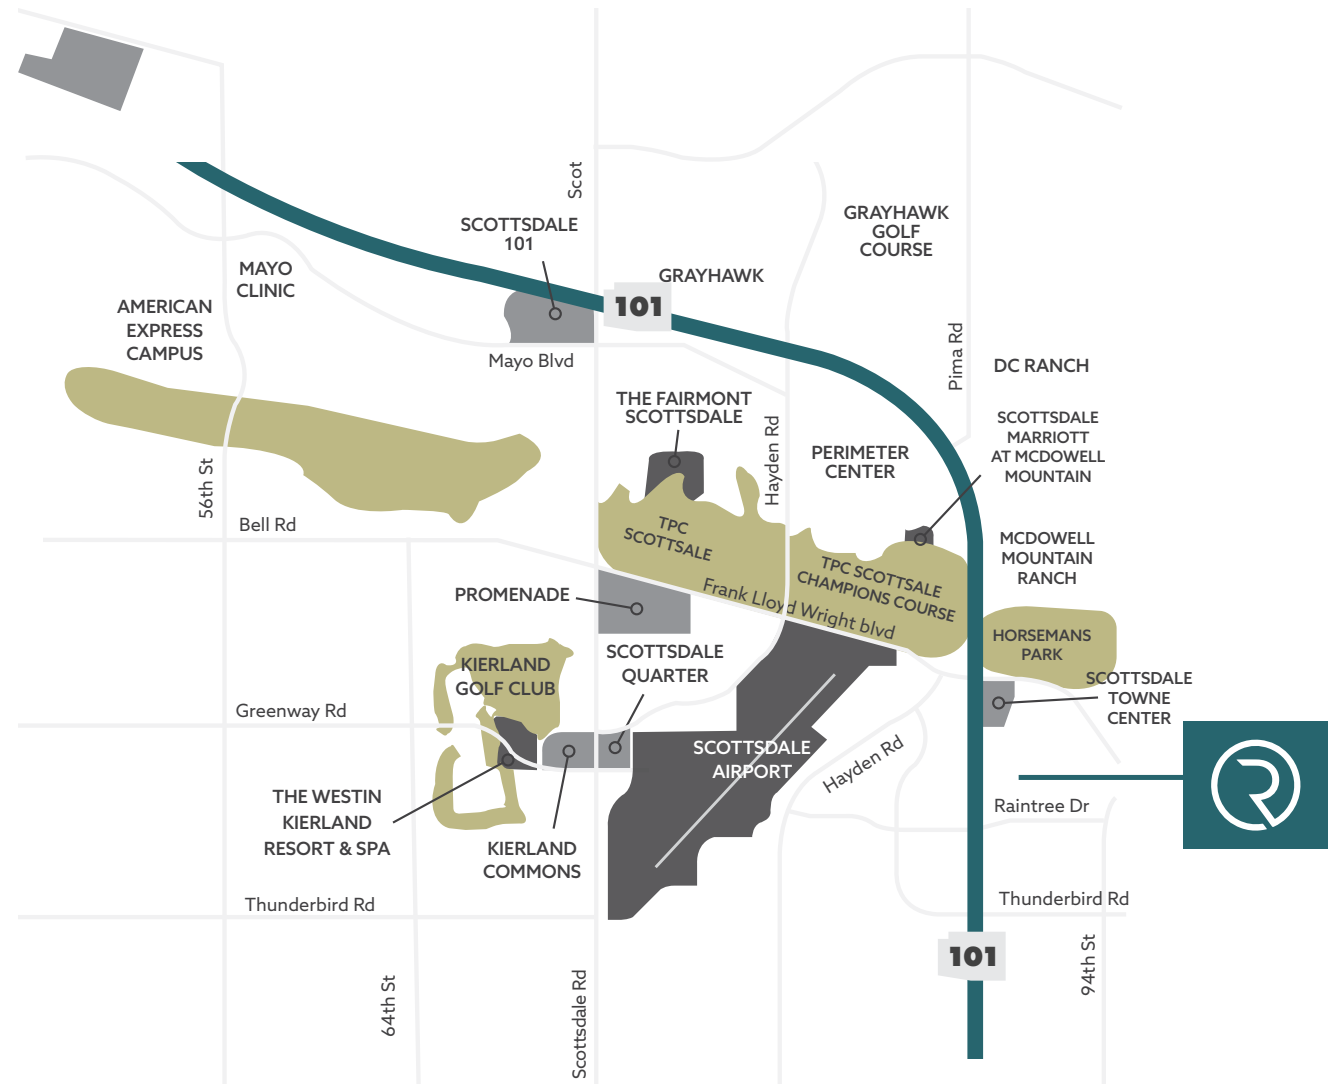 Scot
SCOTTSDALE
101
GRAYHAWK
GOLF
COURSE
MAYO
CLINIC
GRAYHAWK
101
AMERICAN
EXPRESS
CAMPUS
Mayo Blvd
Pima Rd
DC RANCH
THE FAIRMONT
SCOTTSDALE
SCOTTSDALE
MARRIOTT
AT MCDOWELL
MOUNTAIN
Hayden Rd
PERIMETER
CENTER
56th St
Bell Rd
TPC
SCOTTSALE
MCDOWELL
MOUNTAIN
RANCH
TPC SCOTTSALE
CHAMPIONS COURSE
Frank Lloyd Wright blvd
PROMENADE
HORSEMANS
PARK
KIERLAND
GOLF CLUB
SCOTTSDALE
QUARTER
SCOTTSDALE
TOWNE
CENTER
Greenway Rd
SCOTTSDALE
AIRPORT
Hayden Rd
THE WESTIN
KIERLAND
RESORT & SPA
Raintree Dr
R
KIERLAND
COMMONS
Thunderbird Rd
Thunderbird Rd
101
64th St
Scottsdale Rd
94th St